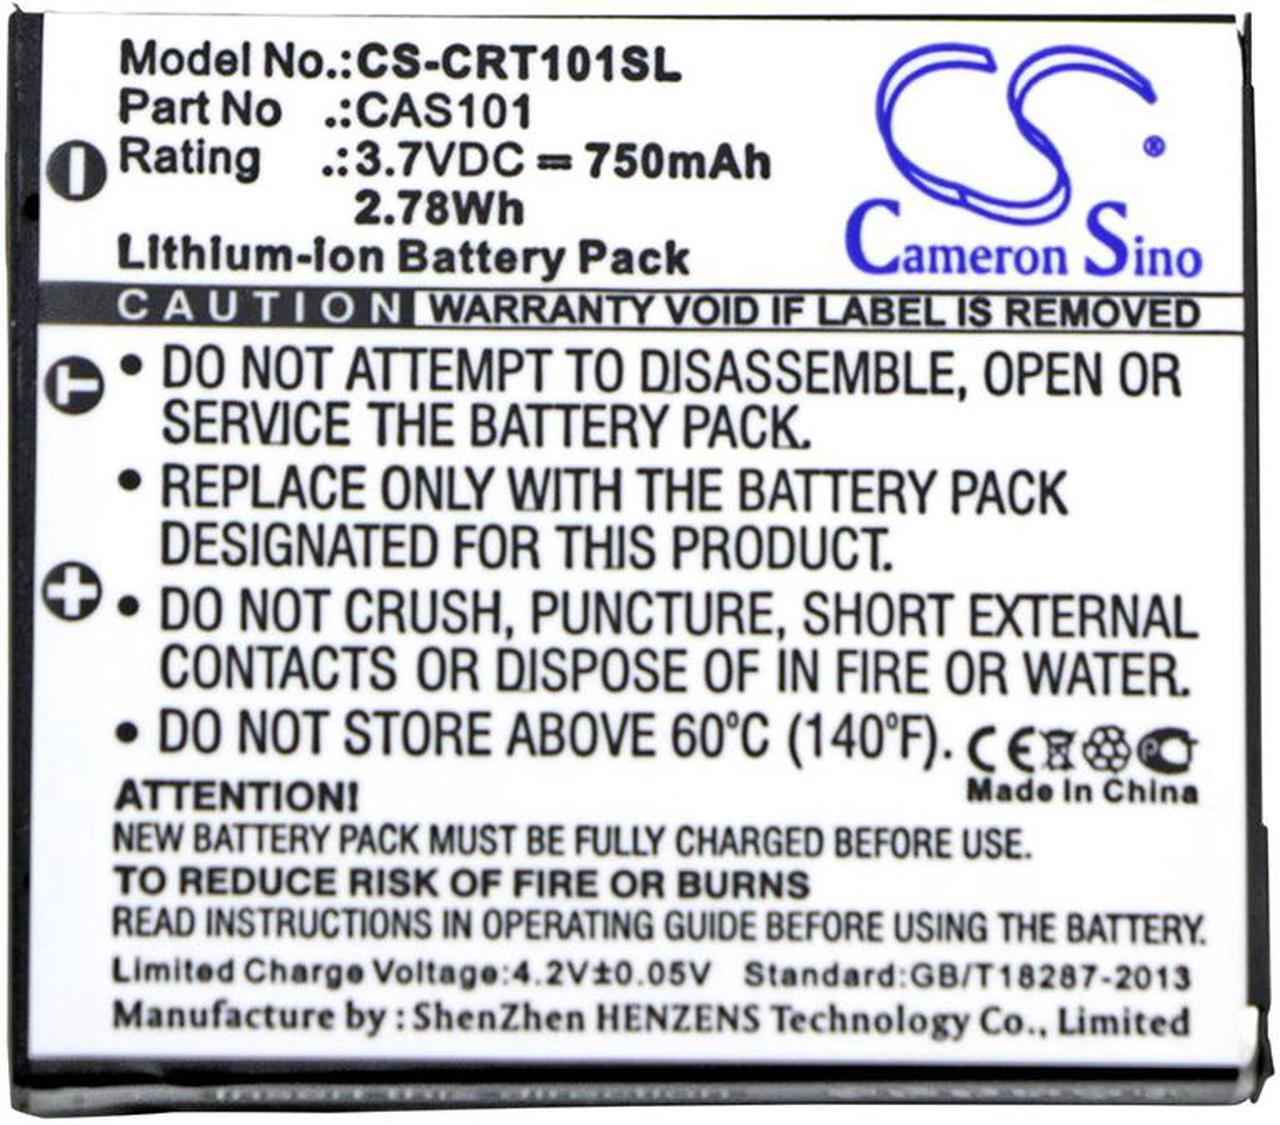 Model No.:CS-CRT101SL
Part No .:CAS101
Rating .:3.7VDC = 750mAh
2.78Wh
Lithium-Ion Battery Pack
CS ®
Cameron Sino
CAUTION WARRANTY VOID IF LABEL IS REMOVED
• DO NOT ATTEMPT TO DISASSEMBLE, OPEN OR
SERVICE THE BATTERY PACK.
• REPLACE ONLY WITH THE BATTERY PACK
DESIGNATED FOR THIS PRODUCT.
• DO NOT CRUSH, PUNCTURE, SHORT EXTERNAL
CONTACTS OR DISPOSE OF IN FIRE OR WATER.
• DO NOT STORE ABOVE 60°C (140°F). CE
Made In China
ATTENTION!
NEW BATTERY PACK MUST BE FULLY CHARGED BEFORE USE.
TO REDUCE RISK OF FIRE OR BURNS
READ INSTRUCTIONS IN OPERATING GUIDE BEFORE USING THE BATTERY.
Limited Charge Voltage:4.2V±0.05V Standard:GB/T18287-2013
Manufacture by : ShenZhen HENZENS Technology Co., Limited
− T +